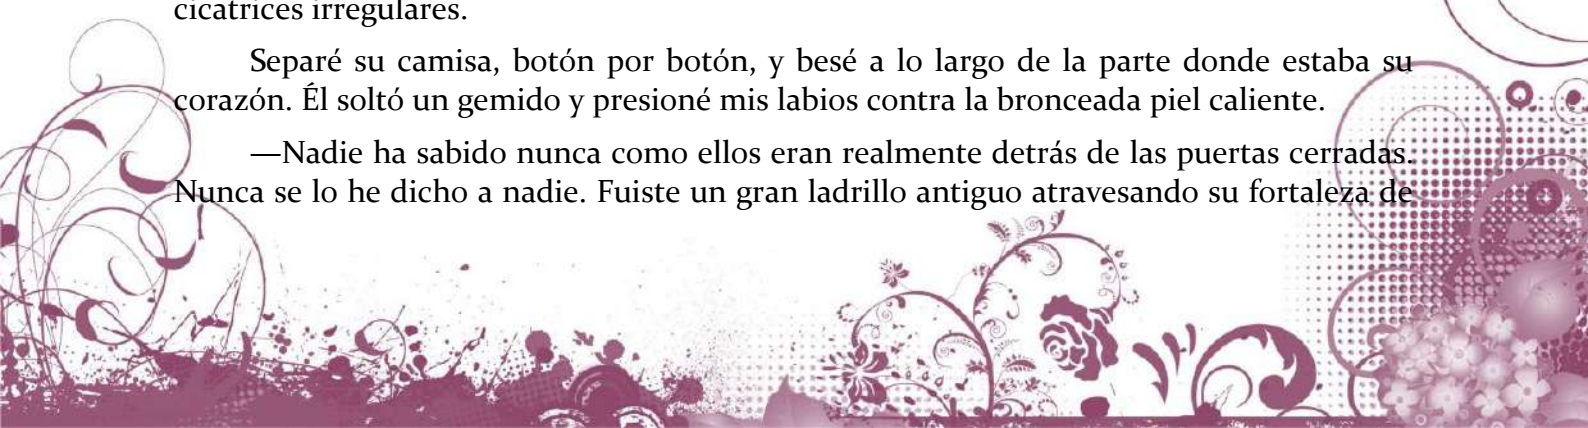 cicatrices irregulares.
Separé su camisa, botón por botón, y besé a lo largo de la parte donde estaba su
corazón. Él soltó un gemido y presioné mis labios contra la bronceada piel caliente.
—Nadie ha sabido nunca como ellos eran realmente detrás de las puertas cerradas.
Nunca se lo he dicho a nadie. Fuiste un gran ladrillo antiguo atravesando su fortaleza de